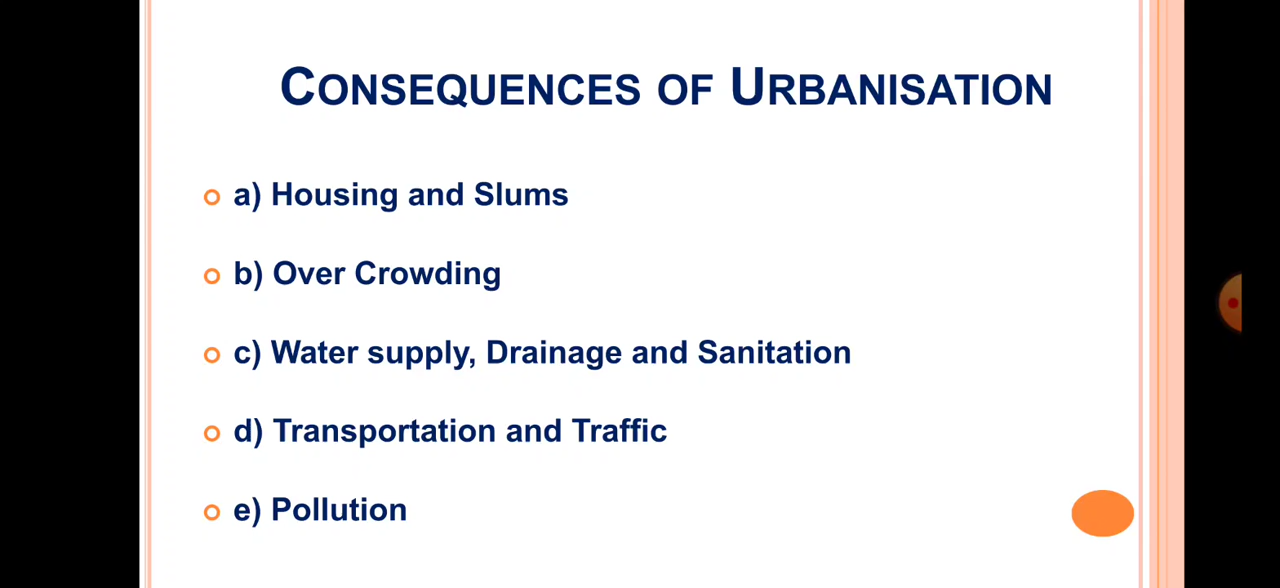 CONSEQUENCES OF URBANISATION
a) Housing and Slums
b) Over Crowding
c) Water supply, Drainage and Sanitation
d) Transportation and Traffic
e) Pollution